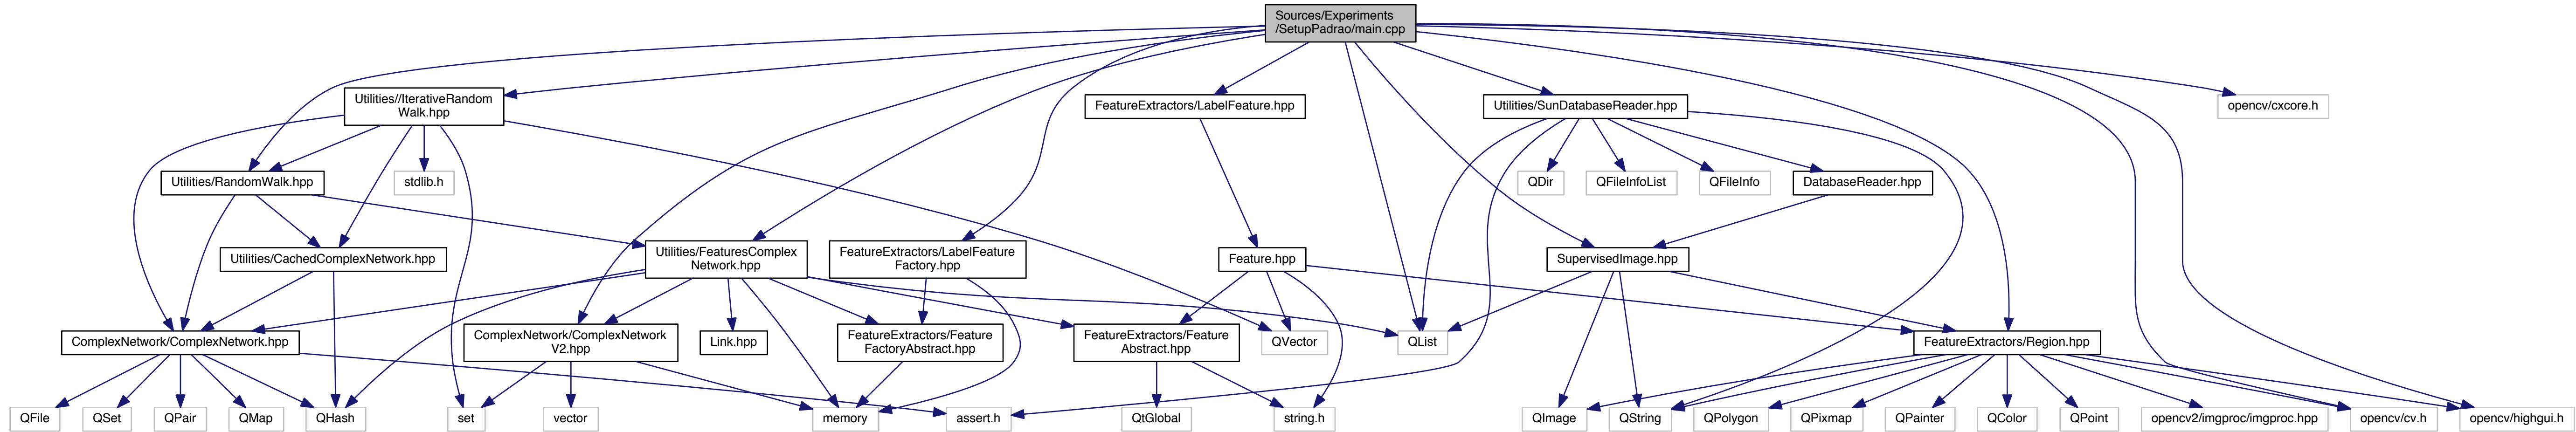 Sources/Experiments
/SetupPadrao/main.cpp
Utilities//IterativeRandom
Walk.hpp
FeatureExtractors/LabelFeature.hpp
Utilities/SunDatabaseReader.hpp
opencv/cxcore.h
Utilities/RandomWalk.hpp
stdlib.h
QDir
QFileInfoList
QFileInfo
DatabaseReader.hpp
Utilities/CachedComplexNetwork.hpp
Utilities/FeaturesComplex
Network.hpp
FeatureExtractors/LabelFeature
Factory.hpp
Feature.hpp
SupervisedImage.hpp
ComplexNetwork/ComplexNetwork.hpp
ComplexNetwork/ComplexNetwork
V2.hpp
Link.hpp
FeatureExtractors/Feature
FactoryAbstract.hpp
FeatureExtractors/Feature
Abstract.hpp
QVector
QList
FeatureExtractors/Region.hpp
QFile
QSet
QPair
QMap
QHash
set
vector
memory
assert.h
QtGlobal
string.h
QImage
QString
QPolygon
QPixmap
QPainter
QColor
QPoint
opencv2/imgproc/imgproc.hpp
opencv/cv.h
opencv/highgui.h